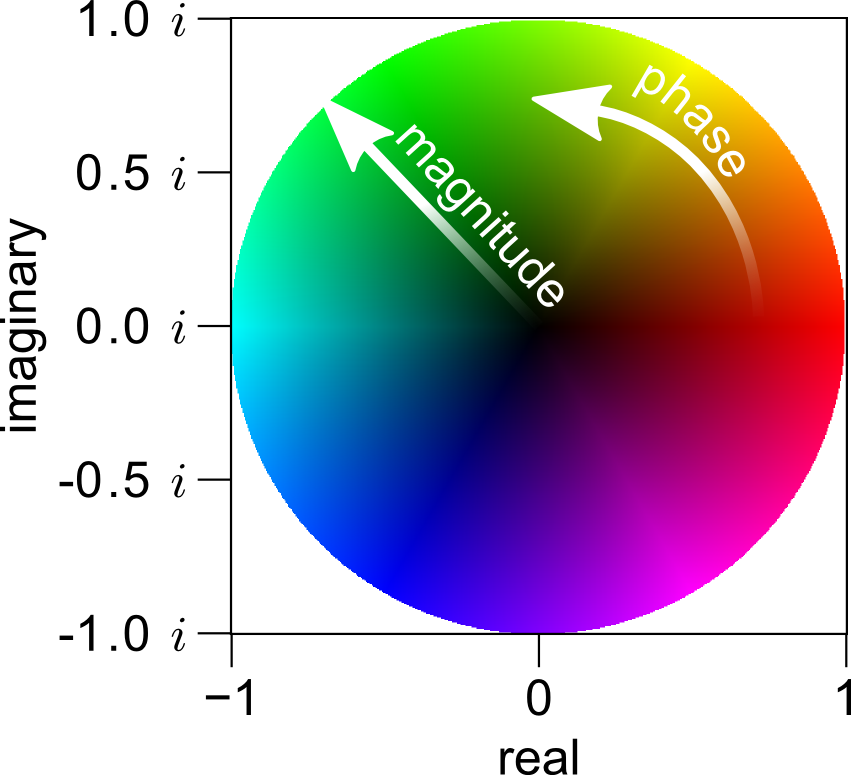 1.0 i
phase
magnitude
0.5 i
imaginary
0.0 i
-0.5 i
-1.0 i
−1
0
1
real